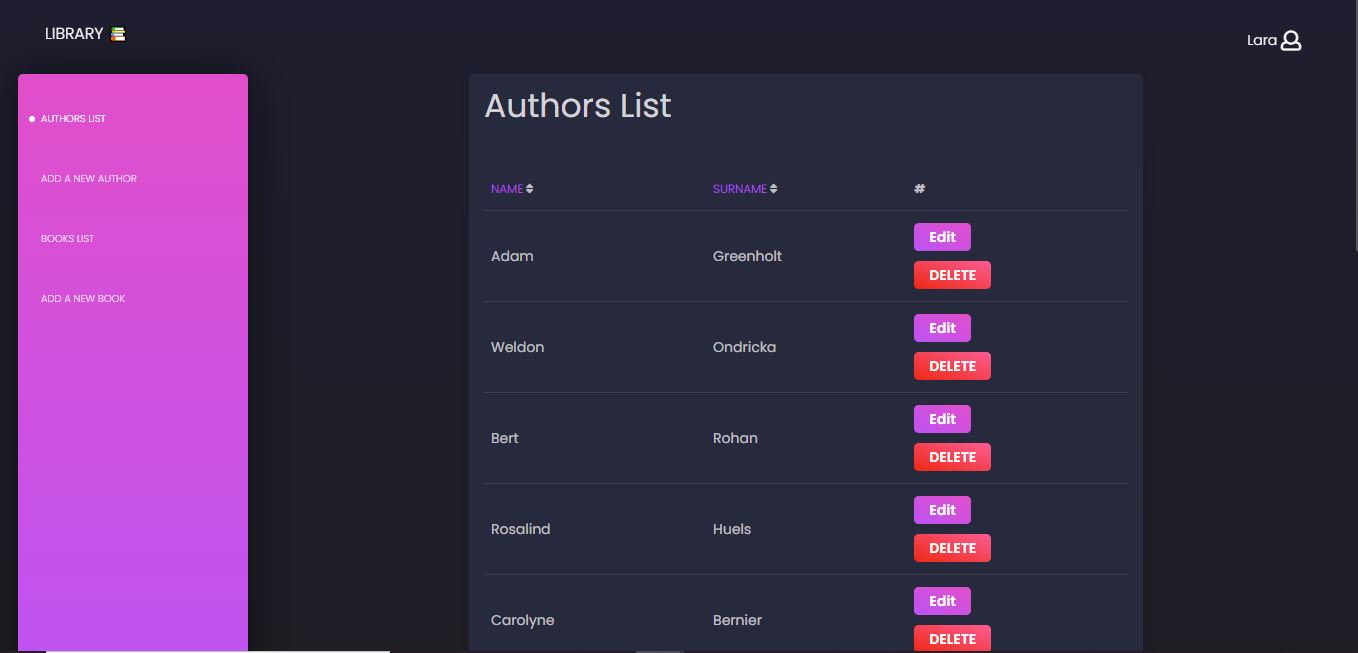 LIBRARY 📚
Lara
AUTHORS LIST
ADD A NEW AUTHOR
BOOKS LIST
ADD A NEW BOOK
Authors List
NAME SURNAME #
Adam Greenholt Edit
DELETE
Weldon Ondricka Edit
DELETE
Bert Rohan Edit
DELETE
Rosalind Huels Edit
DELETE
Carolyne Bernier Edit
DELETE